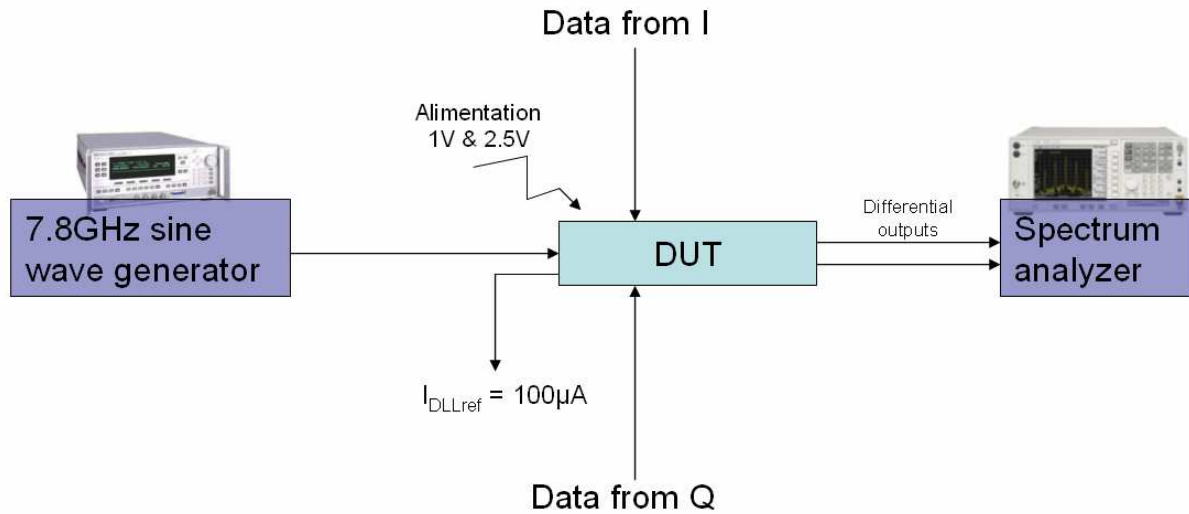 Data from I
Alimentation
1V & 2.5V
7.8GHz sine
wave generator
DUT
Differential
outputs
Spectrum
analyzer
I_DLLref = 100µA
Data from Q